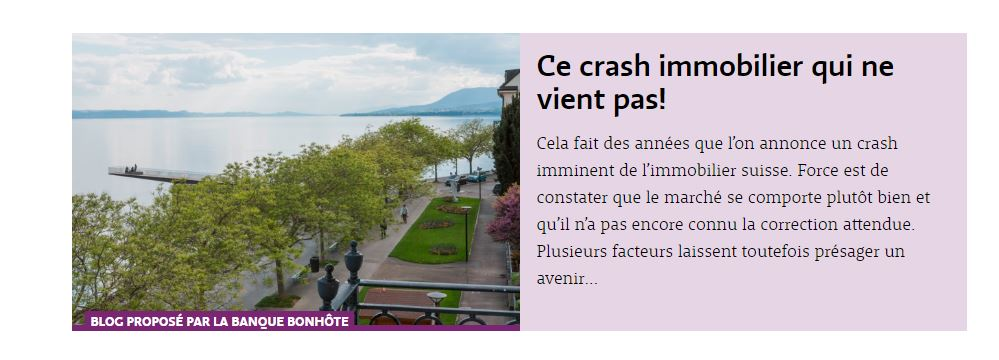 Ce crash immobilier qui ne
vient pas!
Cela fait des années que l'on annonce un crash
imminent de l'immobilier suisse. Force est de
constater que le marché se comporte plutôt bien et
qu'il n'a pas encore connu la correction attendue.
Plusieurs facteurs laissent toutefois présager un
avenir...
BLOG PROPOSÉ PAR LA BANQUE BONHÔTE